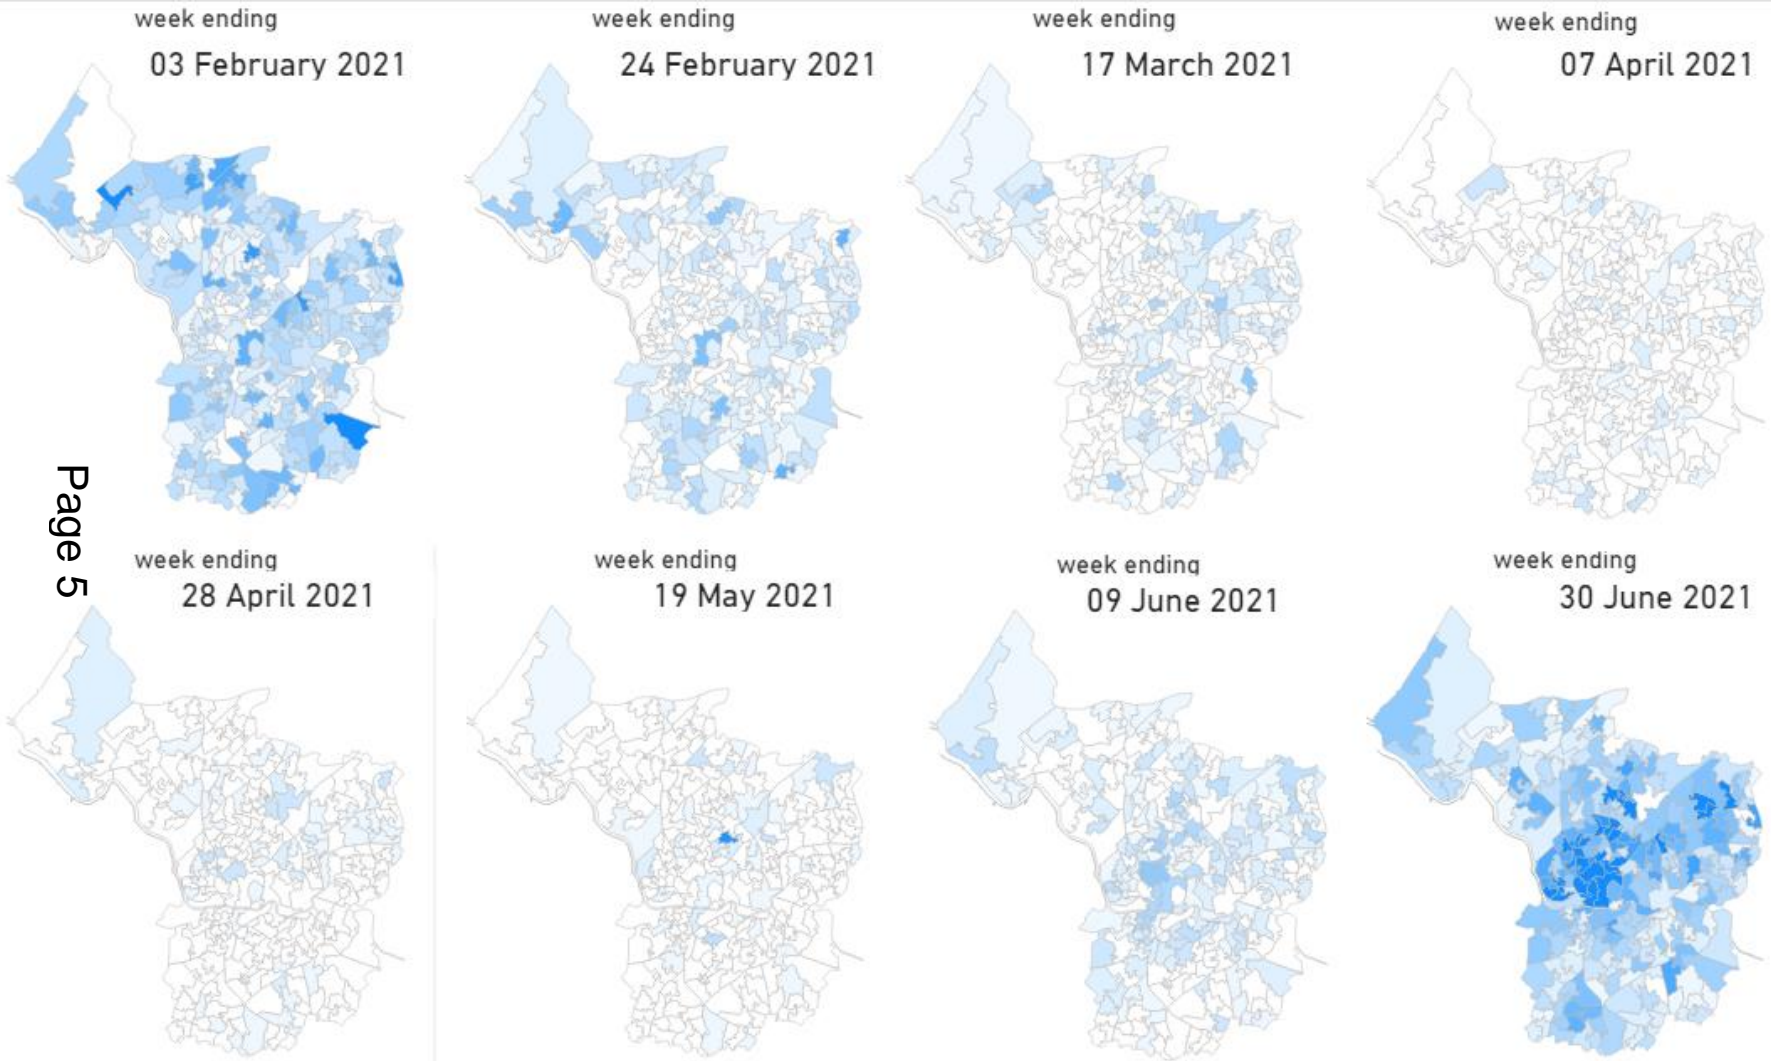 week ending
03 February 2021
week ending
24 February 2021
week ending
17 March 2021
week ending
07 April 2021
Page 5
week ending
28 April 2021
week ending
19 May 2021
week ending
09 June 2021
week ending
30 June 2021